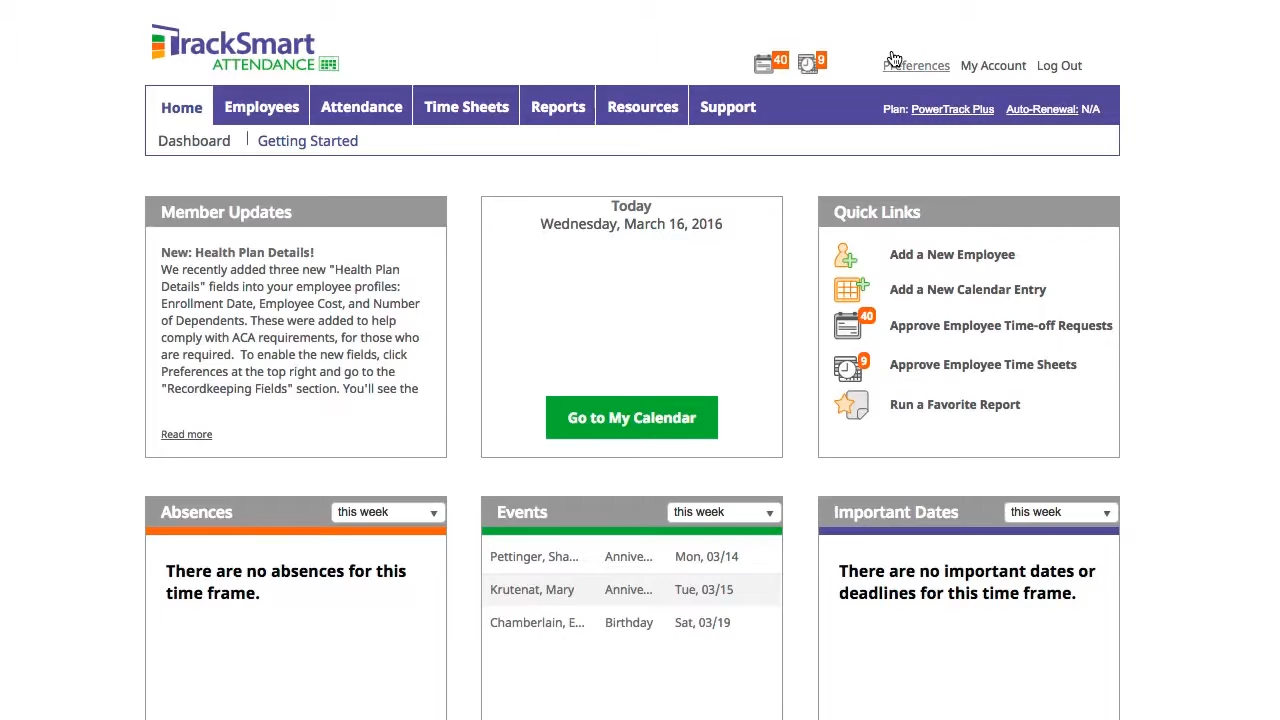 TrackSmart
ATTENDANCE
40
9
Preferences
My Account
Log Out
Home
Employees
Attendance
Time Sheets
Reports
Resources
Support
Plan: PowerTrack Plus
Auto-Renewal: N/A
Dashboard
Getting Started
Member Updates
New: Health Plan Details!
We recently added three new "Health Plan
Details" fields into your employee profiles:
Enrollment Date, Employee Cost, and Number
of Dependents. These were added to help
comply with ACA requirements, for those who
are required. To enable the new fields, click
Preferences at the top right and go to the
"Recordkeeping Fields" section. You'll see the
Read more
Today
Wednesday, March 16, 2016
Go to My Calendar
Quick Links
Add a New Employee
Add a New Calendar Entry
40
Approve Employee Time-off Requests
9
Approve Employee Time Sheets
Run a Favorite Report
Absences
this week
There are no absences for this
time frame.
Events
this week
Pettinger, Sha... Annive... Mon, 03/14
Krutenat, Mary Annive... Tue, 03/15
Chamberlain, E... Birthday Sat, 03/19
Important Dates
this week
There are no important dates or
deadlines for this time frame.